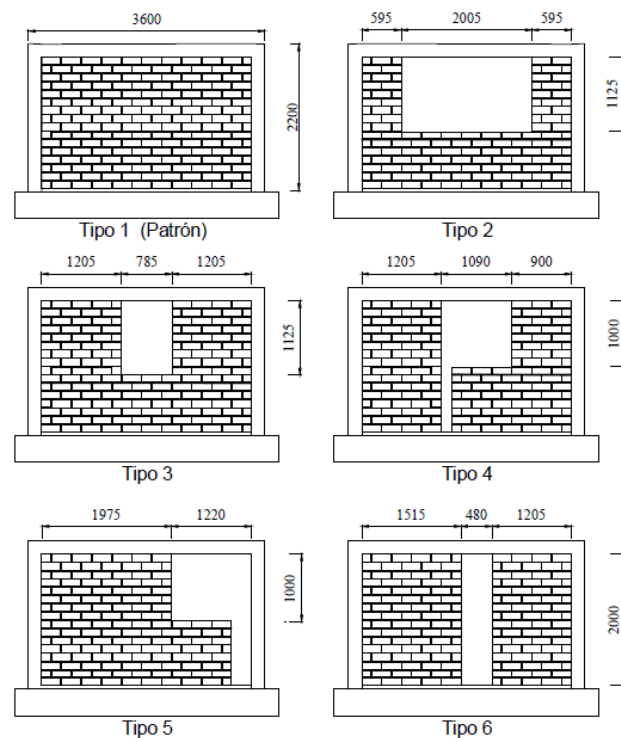 3600
595 2005 595
2200
1125
Tipo 1 (Patrón)
Tipo 2
1205 785 1205
1205 1090 900
1125
1000
Tipo 3
Tipo 4
1975 1220
1515 480 1205
1000
2000
Tipo 5
Tipo 6